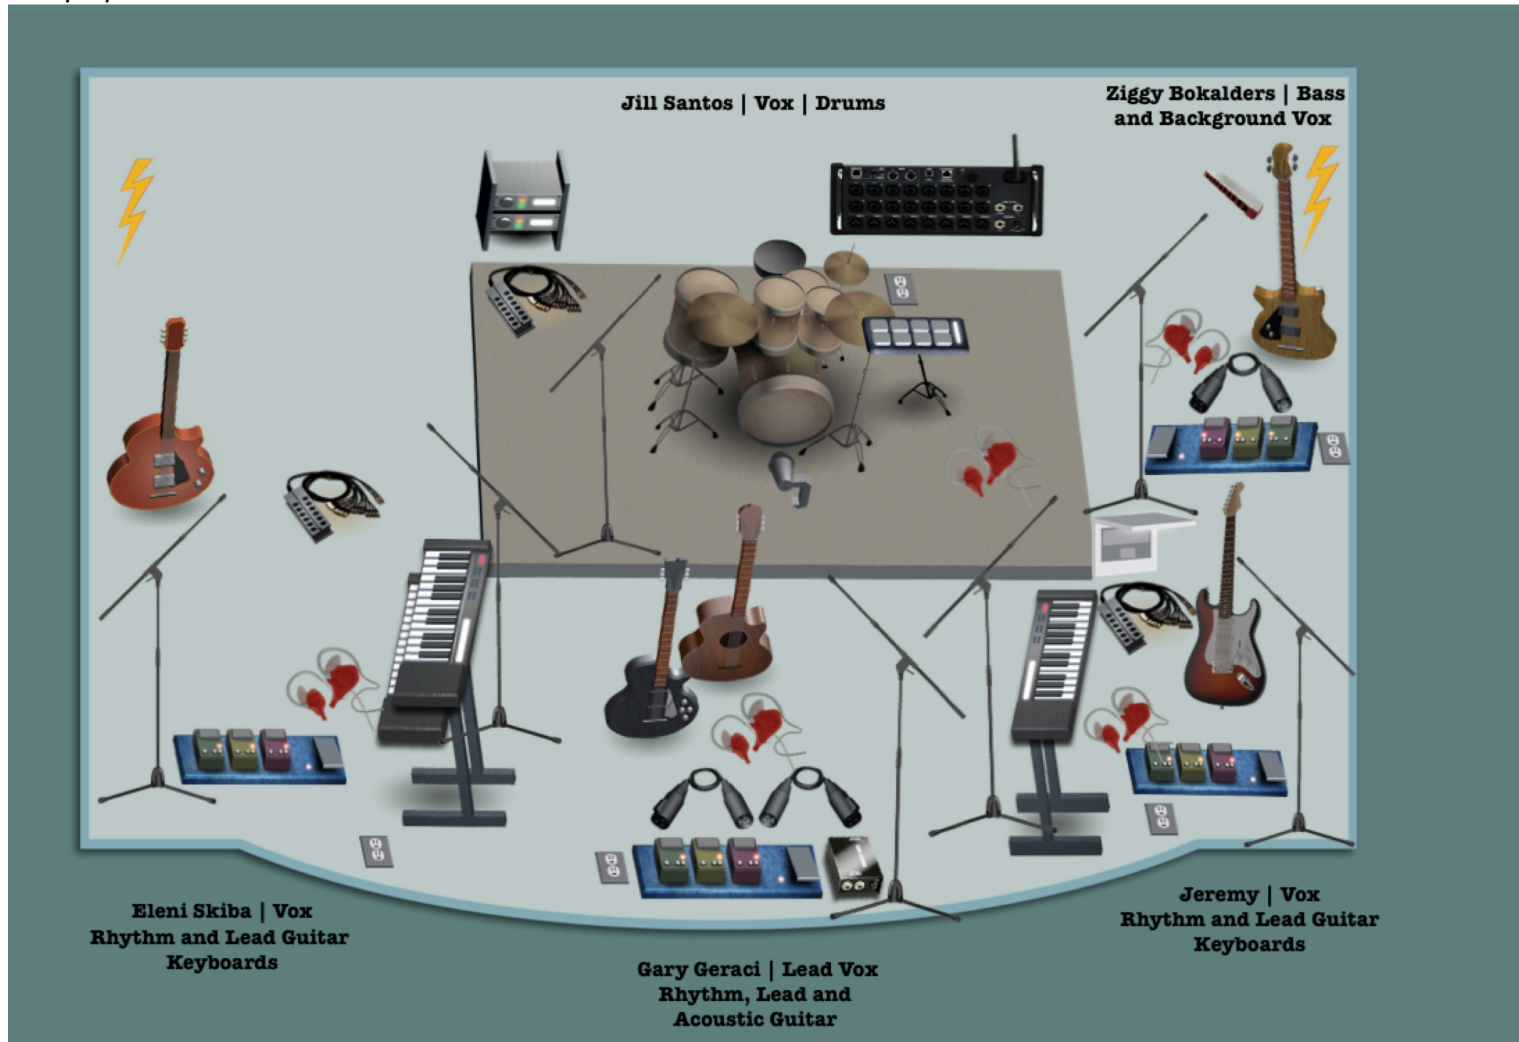 Jill Santos | Vox | Drums
Ziggy Bokalders | Bass
and Background Vox
Eleni Skiba | Vox
Rhythm and Lead Guitar
Keyboards
Gary Geraci | Lead Vox
Rhythm, Lead and
Acoustic Guitar
Jeremy | Vox
Rhythm and Lead Guitar
Keyboards